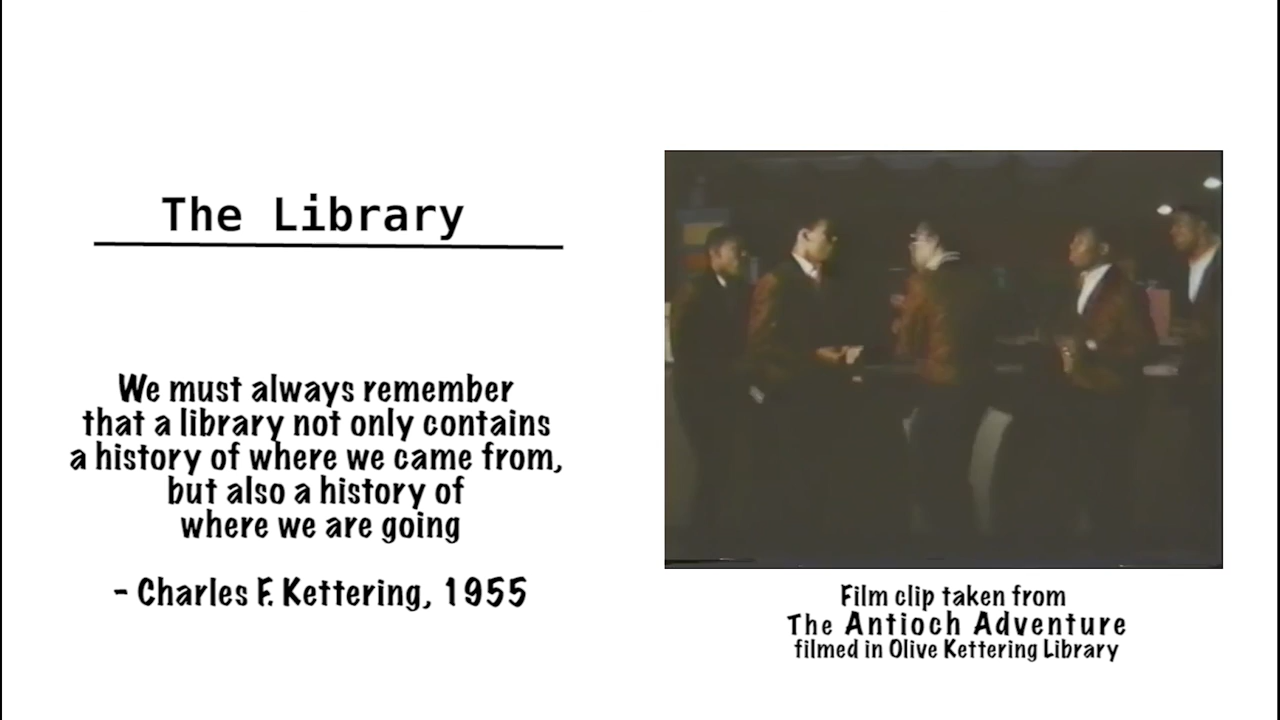 The Library
We must always remember
that a library not only contains
a history of where we came from,
but also a history of
where we are going
- Charles F. Kettering, 1955
Film clip taken from
The Antioch Adventure
filmed in Olive Kettering Library